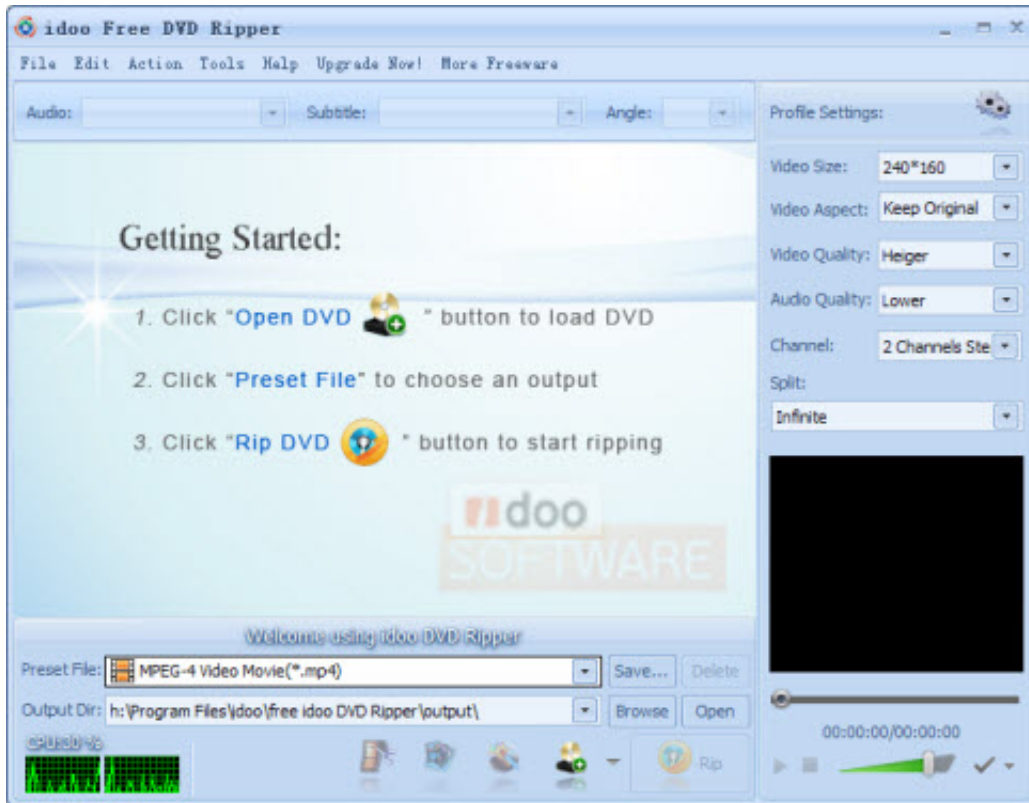 idoo Free DVD Ripper
File Edit Action Tools Help Upgrade Now! More Freeware
Audio: Subtitle: Angle:
Profile Settings:
Video Size: 240*160
Video Aspect: Keep Original
Video Quality: Heiger
Audio Quality: Lower
Channel: 2 Channels Ste
Split:
Infinite
Getting Started:
1. Click "Open DVD " button to load DVD
2. Click "Preset File" to choose an output
3. Click "Rip DVD " button to start ripping
idoo
SOFTWARE
Welcome using idoo DVD Ripper
Preset File: MPEG-4 Video Movie(*.mp4) Save... Delete
Output Dir: h:\Program Files\idoo\free idoo DVD Ripper\output\ Browse Open
Rip
00:00:00/00:00:00